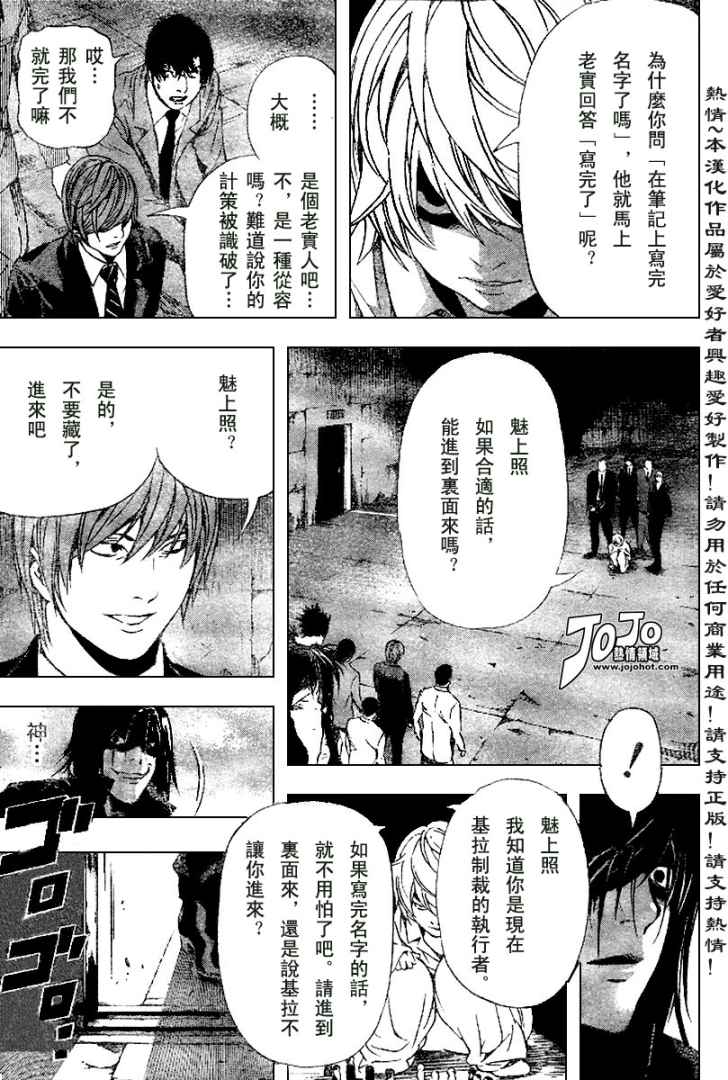 為什麼你問「在筆記上寫完
名字了嗎」，他就馬上
老實回答「寫完了」呢？
……
大概
是個老實人吧…
不，是一種從容
嗎？難道說你的
計策被識破了…
哎…
那我們不
就完了嘛
魅上照
如果合適的話，
能進到裏面來嗎？
JOJO
熱情領域
www.jojohot.com
魅上照？
是的，
不要藏了，
進來吧
！
魅上照
我知道你是現在
基拉制裁的執行者。
如果寫完名字的話，
就不用怕了吧。請進到
裏面來，還是說基拉不
讓你進來？
神…
ゴゴゴゴ
熱情~本漢化作品屬於愛好者興趣愛好製作！請勿用於任何商業用途！請支持正版！請支持熱情！